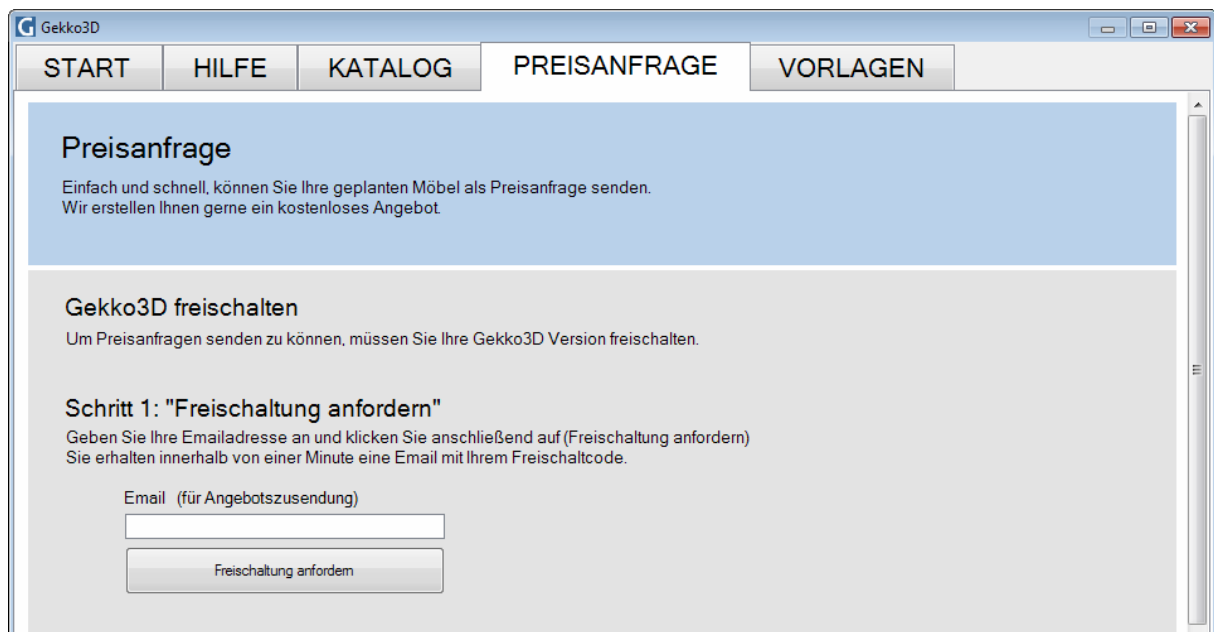 Gekko3D
START HILFE KATALOG PREISANFRAGE VORLAGEN
Preisanfrage
Einfach und schnell, können Sie Ihre geplanten Möbel als Preisanfrage senden.
Wir erstellen Ihnen gerne ein kostenloses Angebot.
Gekko3D freischalten
Um Preisanfragen senden zu können, müssen Sie Ihre Gekko3D Version freischalten.
Schritt 1: "Freischaltung anfordern"
Geben Sie Ihre Emailadresse an und klicken Sie anschließend auf (Freischaltung anfordern)
Sie erhalten innerhalb von einer Minute eine Email mit Ihrem Freischaltcode.
Email (für Angebotszusendung)
Freischaltung anfordern